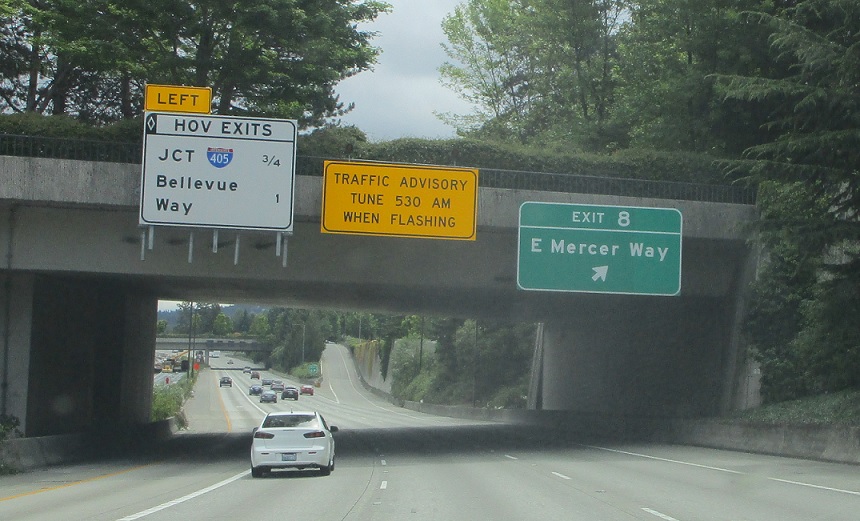 LEFT
HOV EXITS
JCT 405 3/4
Bellevue
Way 1
TRAFFIC ADVISORY
TUNE 530 AM
WHEN FLASHING
EXIT 8
E Mercer Way